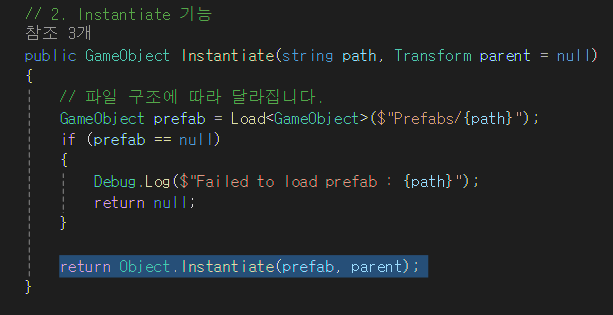 // 2. Instantiate 기능
참조 3개
public GameObject Instantiate(string path, Transform parent = null)
{
// 파일 구조에 따라 달라집니다.
GameObject prefab = Load<GameObject>($"Prefabs/{path}");
if (prefab == null)
{
Debug.Log($"Failed to load prefab : {path}");
return null;
}
return Object.Instantiate(prefab, parent);
}